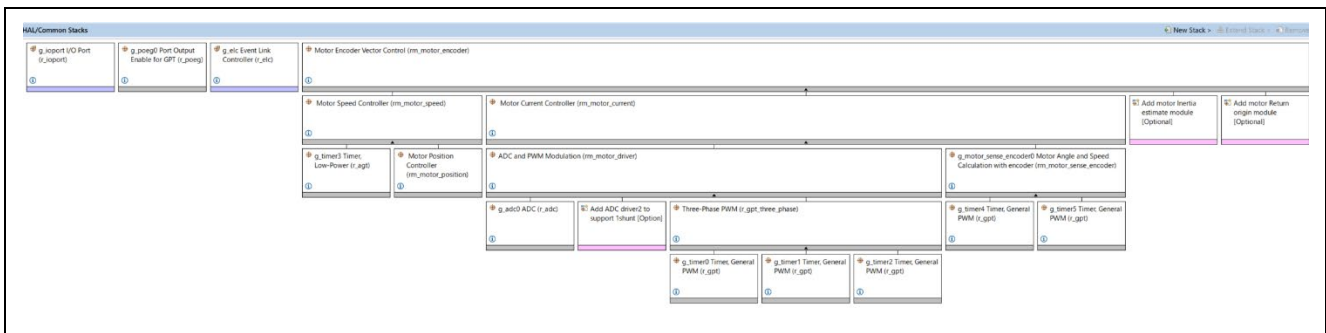 HAL/Common Stacks
New Stack >
Extend Stack >
Remove
g_ioport I/O Port
(r_ioport)
g_poeg0 Port Output
Enable for GPT (r_poeg)
g_elc Event Link
Controller (r_elc)
Motor Encoder Vector Control (rm_motor_encoder)
Motor Speed Controller (rm_motor_speed)
Motor Current Controller (rm_motor_current)
Add motor Inertia
estimate module
[Optional]
Add motor Return
origin module
[Optional]
g_timer3 Timer,
Low-Power (r_agt)
Motor Position
Controller
(rm_motor_position)
ADC and PWM Modulation (rm_motor_driver)
g_motor_sense_encoder0 Motor Angle and Speed
Calculation with encoder (rm_motor_sense_encoder)
g_adc0 ADC (r_adc)
Add ADC driver2 to
support 1shunt [Option]
Three-Phase PWM (r_gpt_three_phase)
g_timer4 Timer, General
PWM (r_gpt)
g_timer5 Timer, General
PWM (r_gpt)
g_timer0 Timer, General
PWM (r_gpt)
g_timer1 Timer, General
PWM (r_gpt)
g_timer2 Timer, General
PWM (r_gpt)